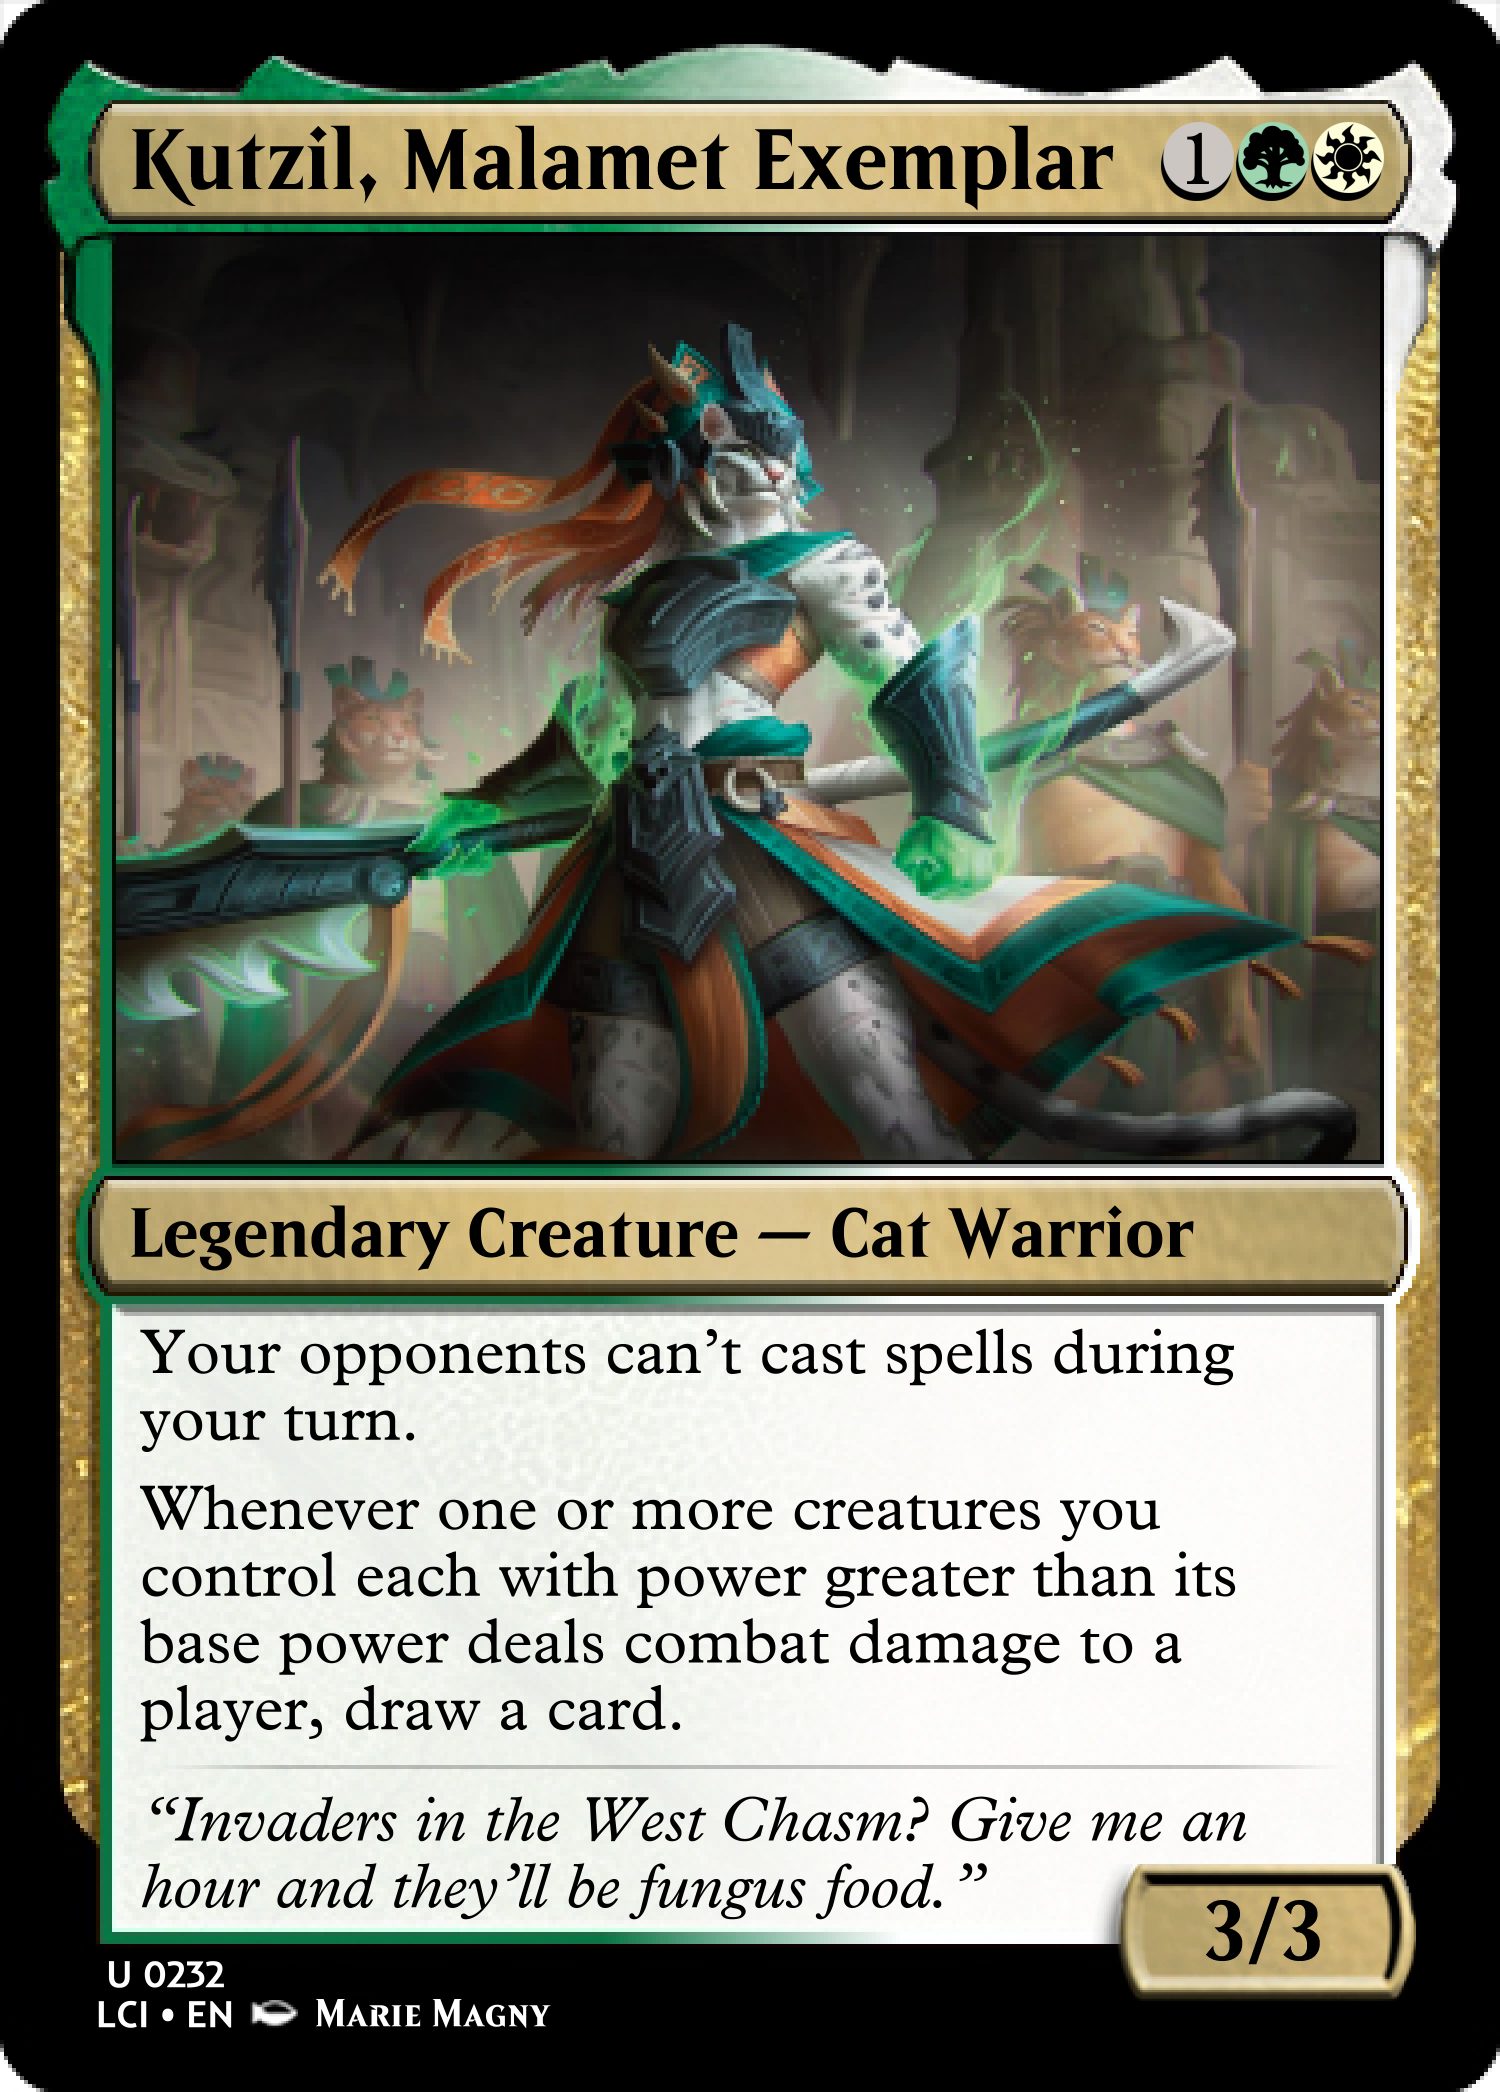 Kutzil, Malamet Exemplar 1
Legendary Creature — Cat Warrior
Your opponents can’t cast spells during
your turn.
Whenever one or more creatures you
control each with power greater than its
base power deals combat damage to a
player, draw a card.
“Invaders in the West Chasm? Give me an
hour and they’ll be fungus food.”
3/3
U 0232
LCI • EN Marie Magny